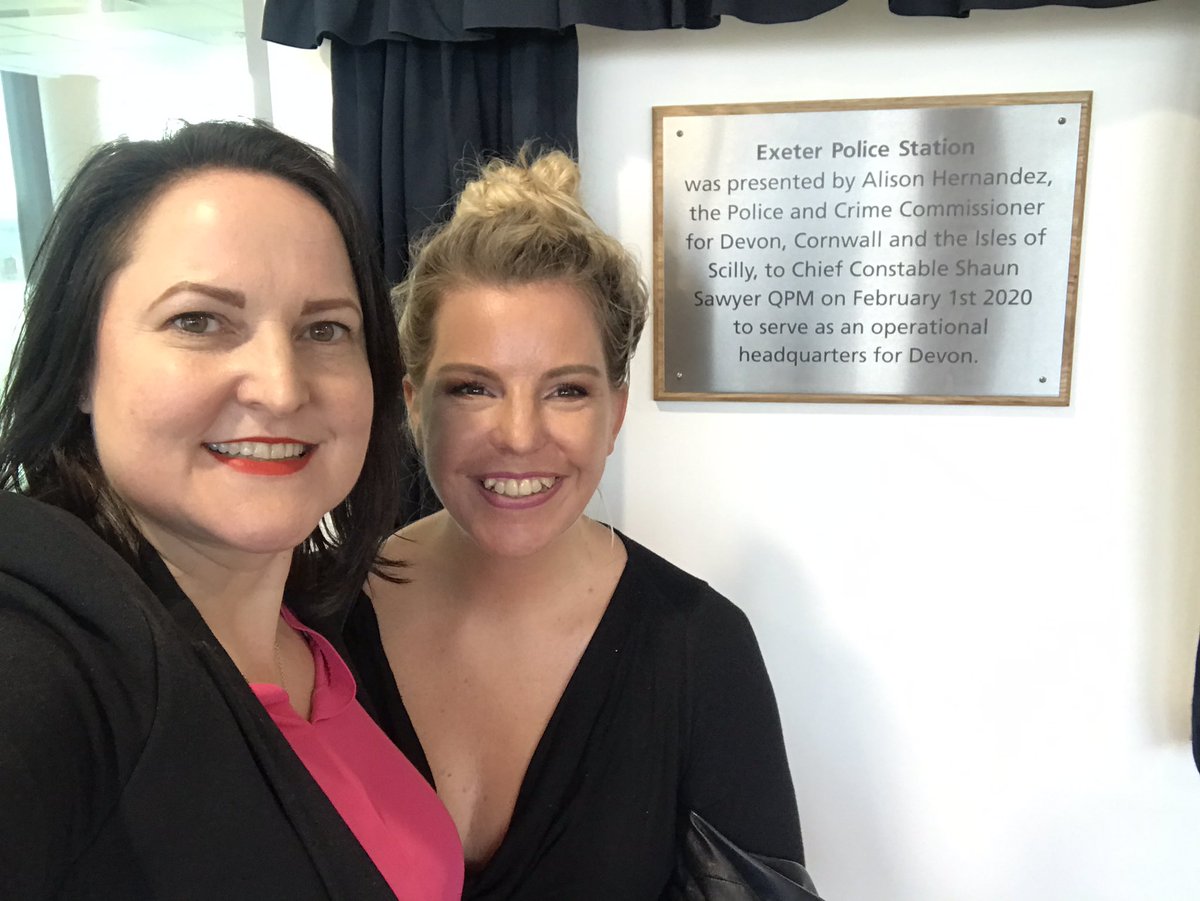 Exeter Police Station
was presented by Alison Hernandez,
the Police and Crime Commissioner
for Devon, Cornwall and the Isles of
Scilly, to Chief Constable Shaun
Sawyer QPM on February 1st 2020
to serve as an operational
headquarters for Devon.